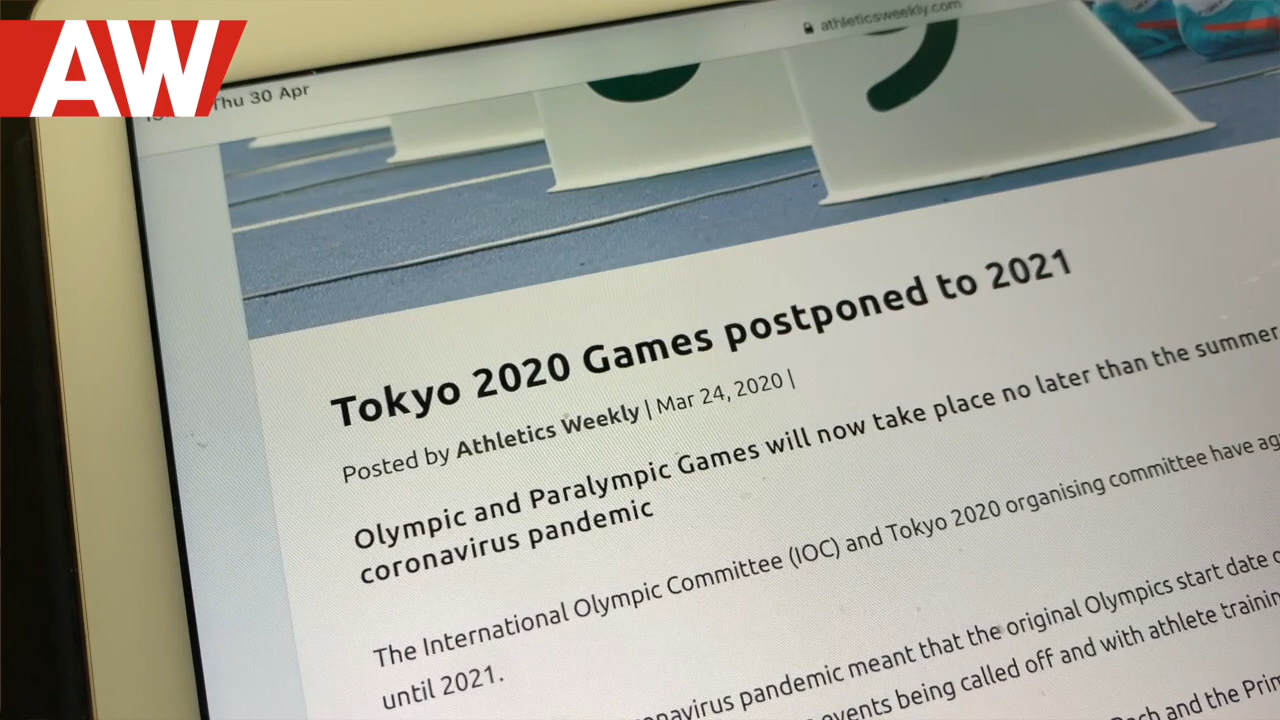 AW
Thu 30 Apr
athleticsweekly.com
Tokyo 2020 Games postponed to 2021
Posted by Athletics Weekly | Mar 24, 2020 |
Olympic and Paralympic Games will now take place no later than the summer
coronavirus pandemic
The International Olympic Committee (IOC) and Tokyo 2020 organising committee have
until 2021.
pandemic meant that the original Olympics start date
events being called off and with athlete
and the